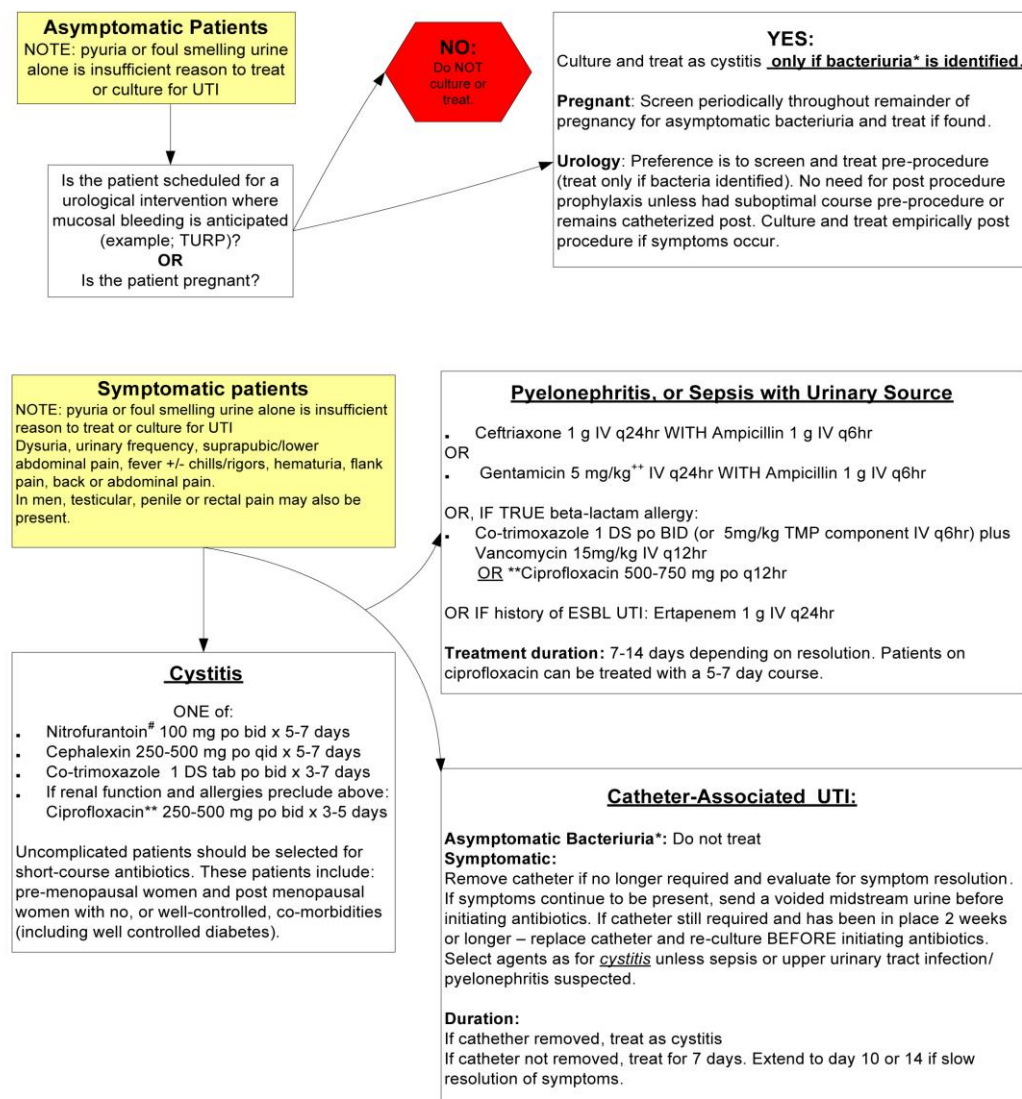 Asymptomatic Patients
NOTE: pyuria or foul smelling urine
alone is insufficient reason to treat
or culture for UTI
Is the patient scheduled for a
urological intervention where
mucosal bleeding is anticipated
(example; TURP)?
OR
Is the patient pregnant?
NO:
Do NOT
culture or
treat.
YES:
Culture and treat as cystitis only if bacteriuria* is identified.
Pregnant: Screen periodically throughout remainder of
pregnancy for asymptomatic bacteriuria and treat if found.
Urology: Preference is to screen and treat pre-procedure
(treat only if bacteria identified). No need for post procedure
prophylaxis unless had suboptimal course pre-procedure or
remains catheterized post. Culture and treat empirically post
procedure if symptoms occur.
Symptomatic patients
NOTE: pyuria or foul smelling urine alone is insufficient
reason to treat or culture for UTI
Dysuria, urinary frequency, suprapubic/lower
abdominal pain, fever +/- chills/rigors, hematuria, flank
pain, back or abdominal pain.
In men, testicular, penile or rectal pain may also be
present.
Cystitis
ONE of:
▪ Nitrofurantoin# 100 mg po bid x 5-7 days
▪ Cephalexin 250-500 mg po qid x 5-7 days
▪ Co-trimoxazole 1 DS tab po bid x 3-7 days
▪ If renal function and allergies preclude above:
Ciprofloxacin** 250-500 mg po bid x 3-5 days
Uncomplicated patients should be selected for
short-course antibiotics. These patients include:
pre-menopausal women and post menopausal
women with no, or well-controlled, co-morbidities
(including well controlled diabetes).
Pyelonephritis, or Sepsis with Urinary Source
▪ Ceftriaxone 1 g IV q24hr WITH Ampicillin 1 g IV q6hr
OR
▪ Gentamicin 5 mg/kg++ IV q24hr WITH Ampicillin 1 g IV q6hr
OR, IF TRUE beta-lactam allergy:
▪ Co-trimoxazole 1 DS po BID (or 5mg/kg TMP component IV q6hr) plus
Vancomycin 15mg/kg IV q12hr
OR **Ciprofloxacin 500-750 mg po q12hr
OR IF history of ESBL UTI: Ertapenem 1 g IV q24hr
Treatment duration: 7-14 days depending on resolution. Patients on
ciprofloxacin can be treated with a 5-7 day course.
Catheter-Associated UTI:
Asymptomatic Bacteriuria*: Do not treat
Symptomatic:
Remove catheter if no longer required and evaluate for symptom resolution.
If symptoms continue to be present, send a voided midstream urine before
initiating antibiotics. If catheter still required and has been in place 2 weeks
or longer – replace catheter and re-culture BEFORE initiating antibiotics.
Select agents as for cystitis unless sepsis or upper urinary tract infection/
pyelonephritis suspected.
Duration:
If cathether removed, treat as cystitis
If catheter not removed, treat for 7 days. Extend to day 10 or 14 if slow
resolution of symptoms.